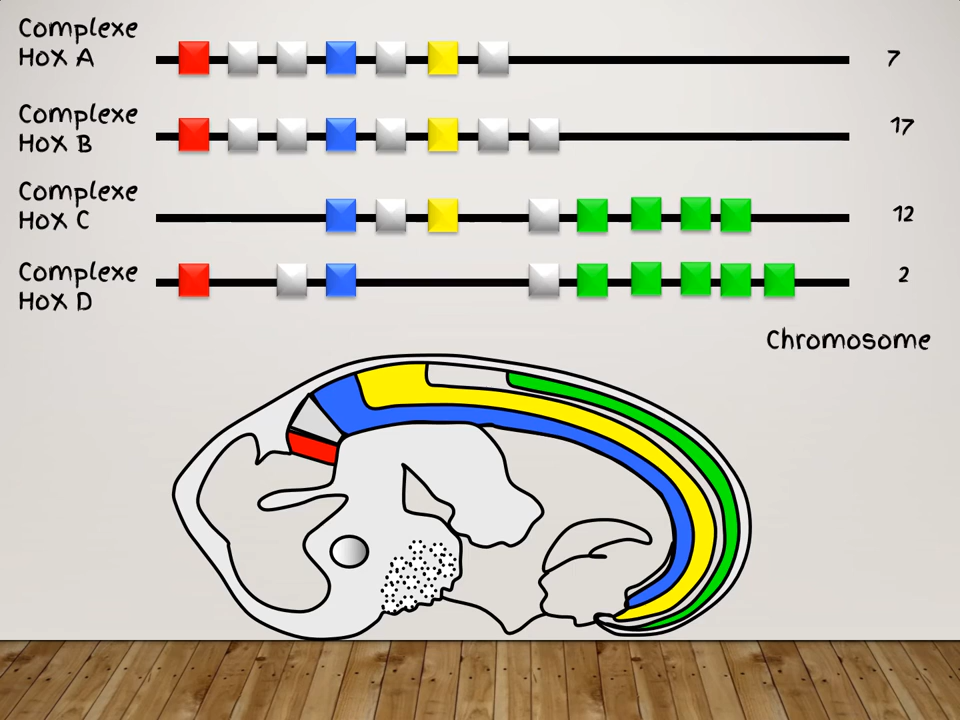 Complexe
HOX A
7
Complexe
HOX B
17
Complexe
HOX C
12
Complexe
HOX D
2
Chromosome